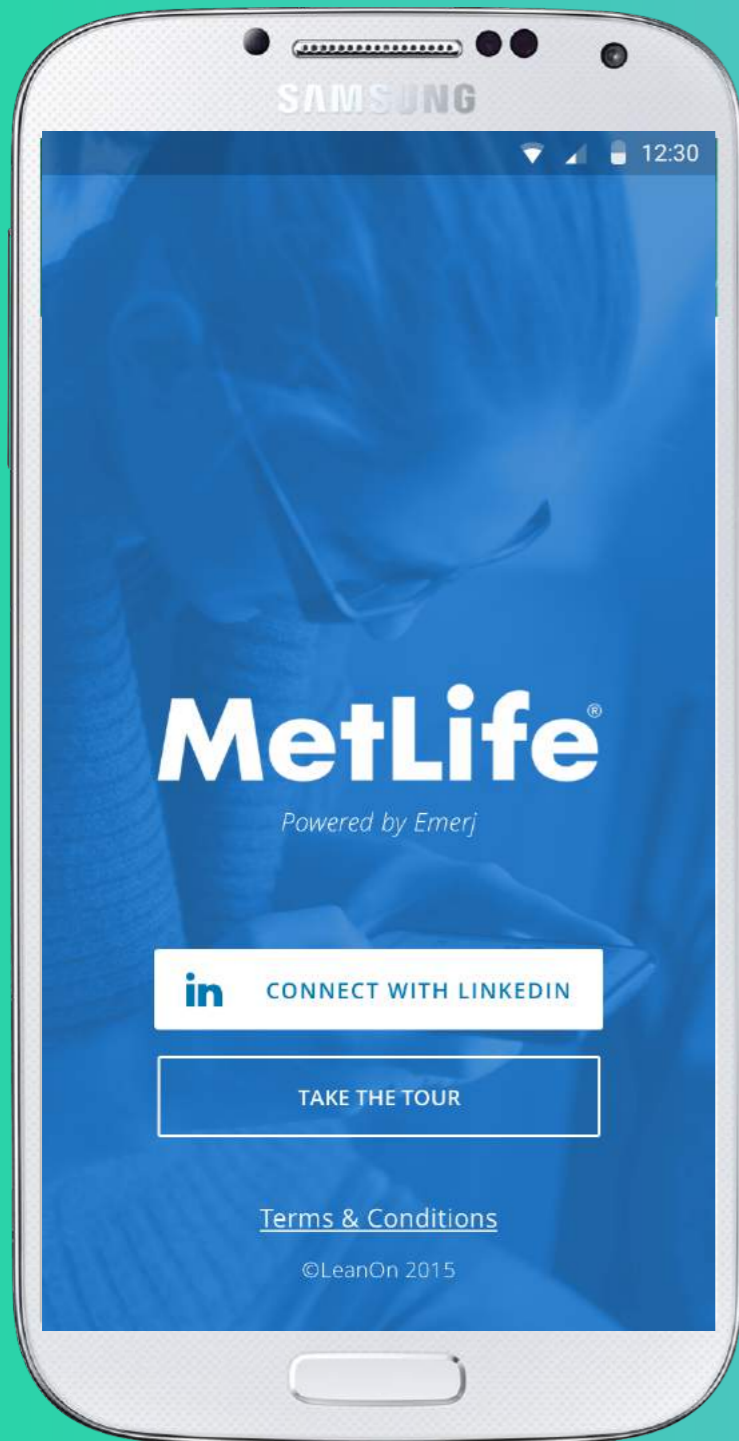 SAMSUNG
12:30
MetLife®
Powered by Emerj
in CONNECT WITH LINKEDIN
TAKE THE TOUR
Terms & Conditions
©LeanOn 2015